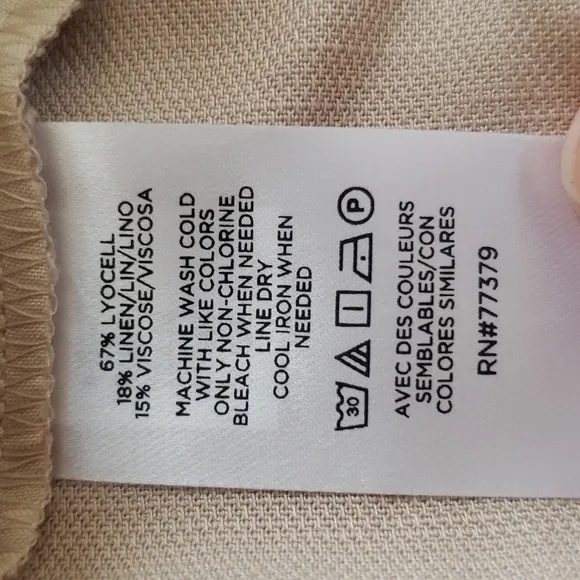 67% LYOCELL
18% LINEN/LIN/LINO
15% VISCOSE/VISCOSA
MACHINE WASH COLD
WITH LIKE COLORS
ONLY NON-CHLORINE
BLEACH WHEN NEEDED
LINE DRY
COOL IRON WHEN
NEEDED
30 P
AVEC DES COULEURS
SEMBLABLES/CON
COLORES SIMILARES
RN#77379